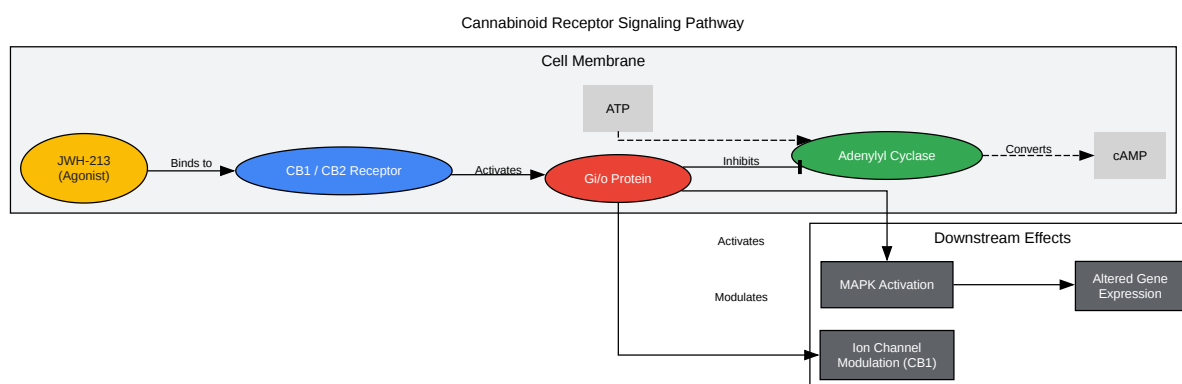 Cannabinoid Receptor Signaling Pathway
Cell Membrane
ATP
JWH-213
(Agonist)
Binds to
CB1 / CB2 Receptor
Activates
Gi/o Protein
Inhibits
Adenylyl Cyclase
Converts
cAMP
Activates
Modulates
Downstream Effects
MAPK Activation
Altered Gene
Expression
Ion Channel
Modulation (CB1)